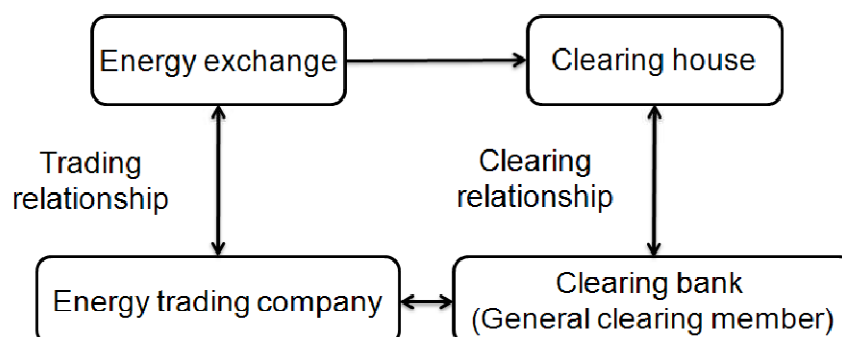 Energy exchange
Clearing house
Trading
relationship
Clearing
relationship
Energy trading company
Clearing bank
(General clearing member)